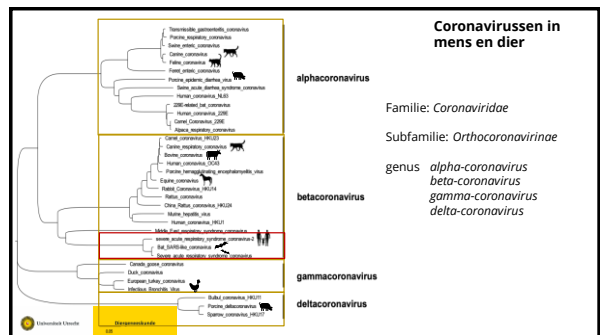 Coronavirussen in
mens en dier
Transmissible_gastroenteritis_coronavirus
Porcine_respiratory_coronavirus
Swine_enteric_coronavirus
Canine_coronavirus
Feline_coronavirus
Ferret_enteric_coronavirus
Porcine_epidemic_diarrhea_virus
Swine_acute_diarrhea_syndrome_coronavirus
Human_coronavirus_NL63
229E-related_bat_coronavirus
Human_coronavirus_229E
Camel_Coronavirus_229E
Alpaca_respiratory_coronavirus
alphacoronavirus
Camel_coronavirus_HKU23
Canine_respiratory_coronavirus
Bovine_coronavirus
Human_coronavirus_OC43
Porcine_hemagglutinating_encephalomyelitis_virus
Equine_coronavirus
Rabbit_Coronavirus_HKU14
Rattus_coronavirus
China_Rattus_coronavirus_HKU24
Murine_hepatitis_virus
Human_coronavirus_HKU1
Middle_East_respiratory_syndrome_coronavirus
severe_acute_respiratory_syndrome_coronavirus-2
Bat_SARS-like_coronavirus
Severe_acute_respiratory_syndrome_coronavirus
betacoronavirus
Canada_goose_coronavirus
Duck_coronavirus
European_turkey_coronavirus
Infectious_Bronchitis_Virus
gammacoronavirus
Bulbul_coronavirus_HKU11
Porcine_deltacoronavirus
Sparrow_coronavirus_HKU17
deltacoronavirus
Familie: Coronaviridae
Subfamilie: Orthocoronavirinae
genus alpha-coronavirus
beta-coronavirus
gamma-coronavirus
delta-coronavirus
Universiteit Utrecht
Diergeneeskunde